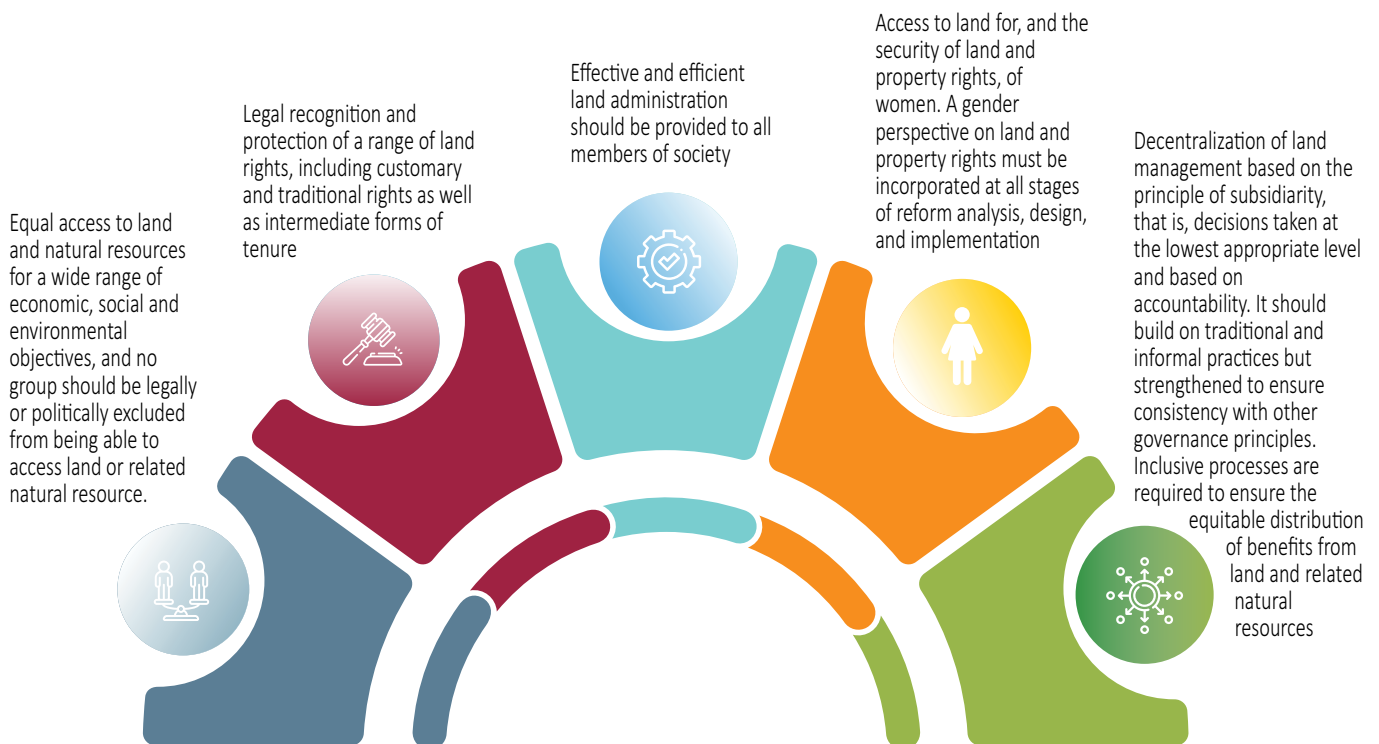 Equal access to land
and natural resources
for a wide range of
economic, social and
environmental
objectives, and no
group should be legally
or politically excluded
from being able to
access land or related
natural resource.
Legal recognition and
protection of a range of land
rights, including customary
and traditional rights as well
as intermediate forms of
tenure
Effective and efficient
land administration
should be provided to all
members of society
Access to land for, and the
security of land and
property rights, of
women. A gender
perspective on land and
property rights must be
incorporated at all stages
of reform analysis, design,
and implementation
Decentralization of land
management based on the
principle of subsidiarity,
that is, decisions taken at
the lowest appropriate level
and based on
accountability. It should
build on traditional and
informal practices but
strengthened to ensure
consistency with other
governance principles.
Inclusive processes are
required to ensure the
equitable distribution
of benefits from
land and related
natural
resources